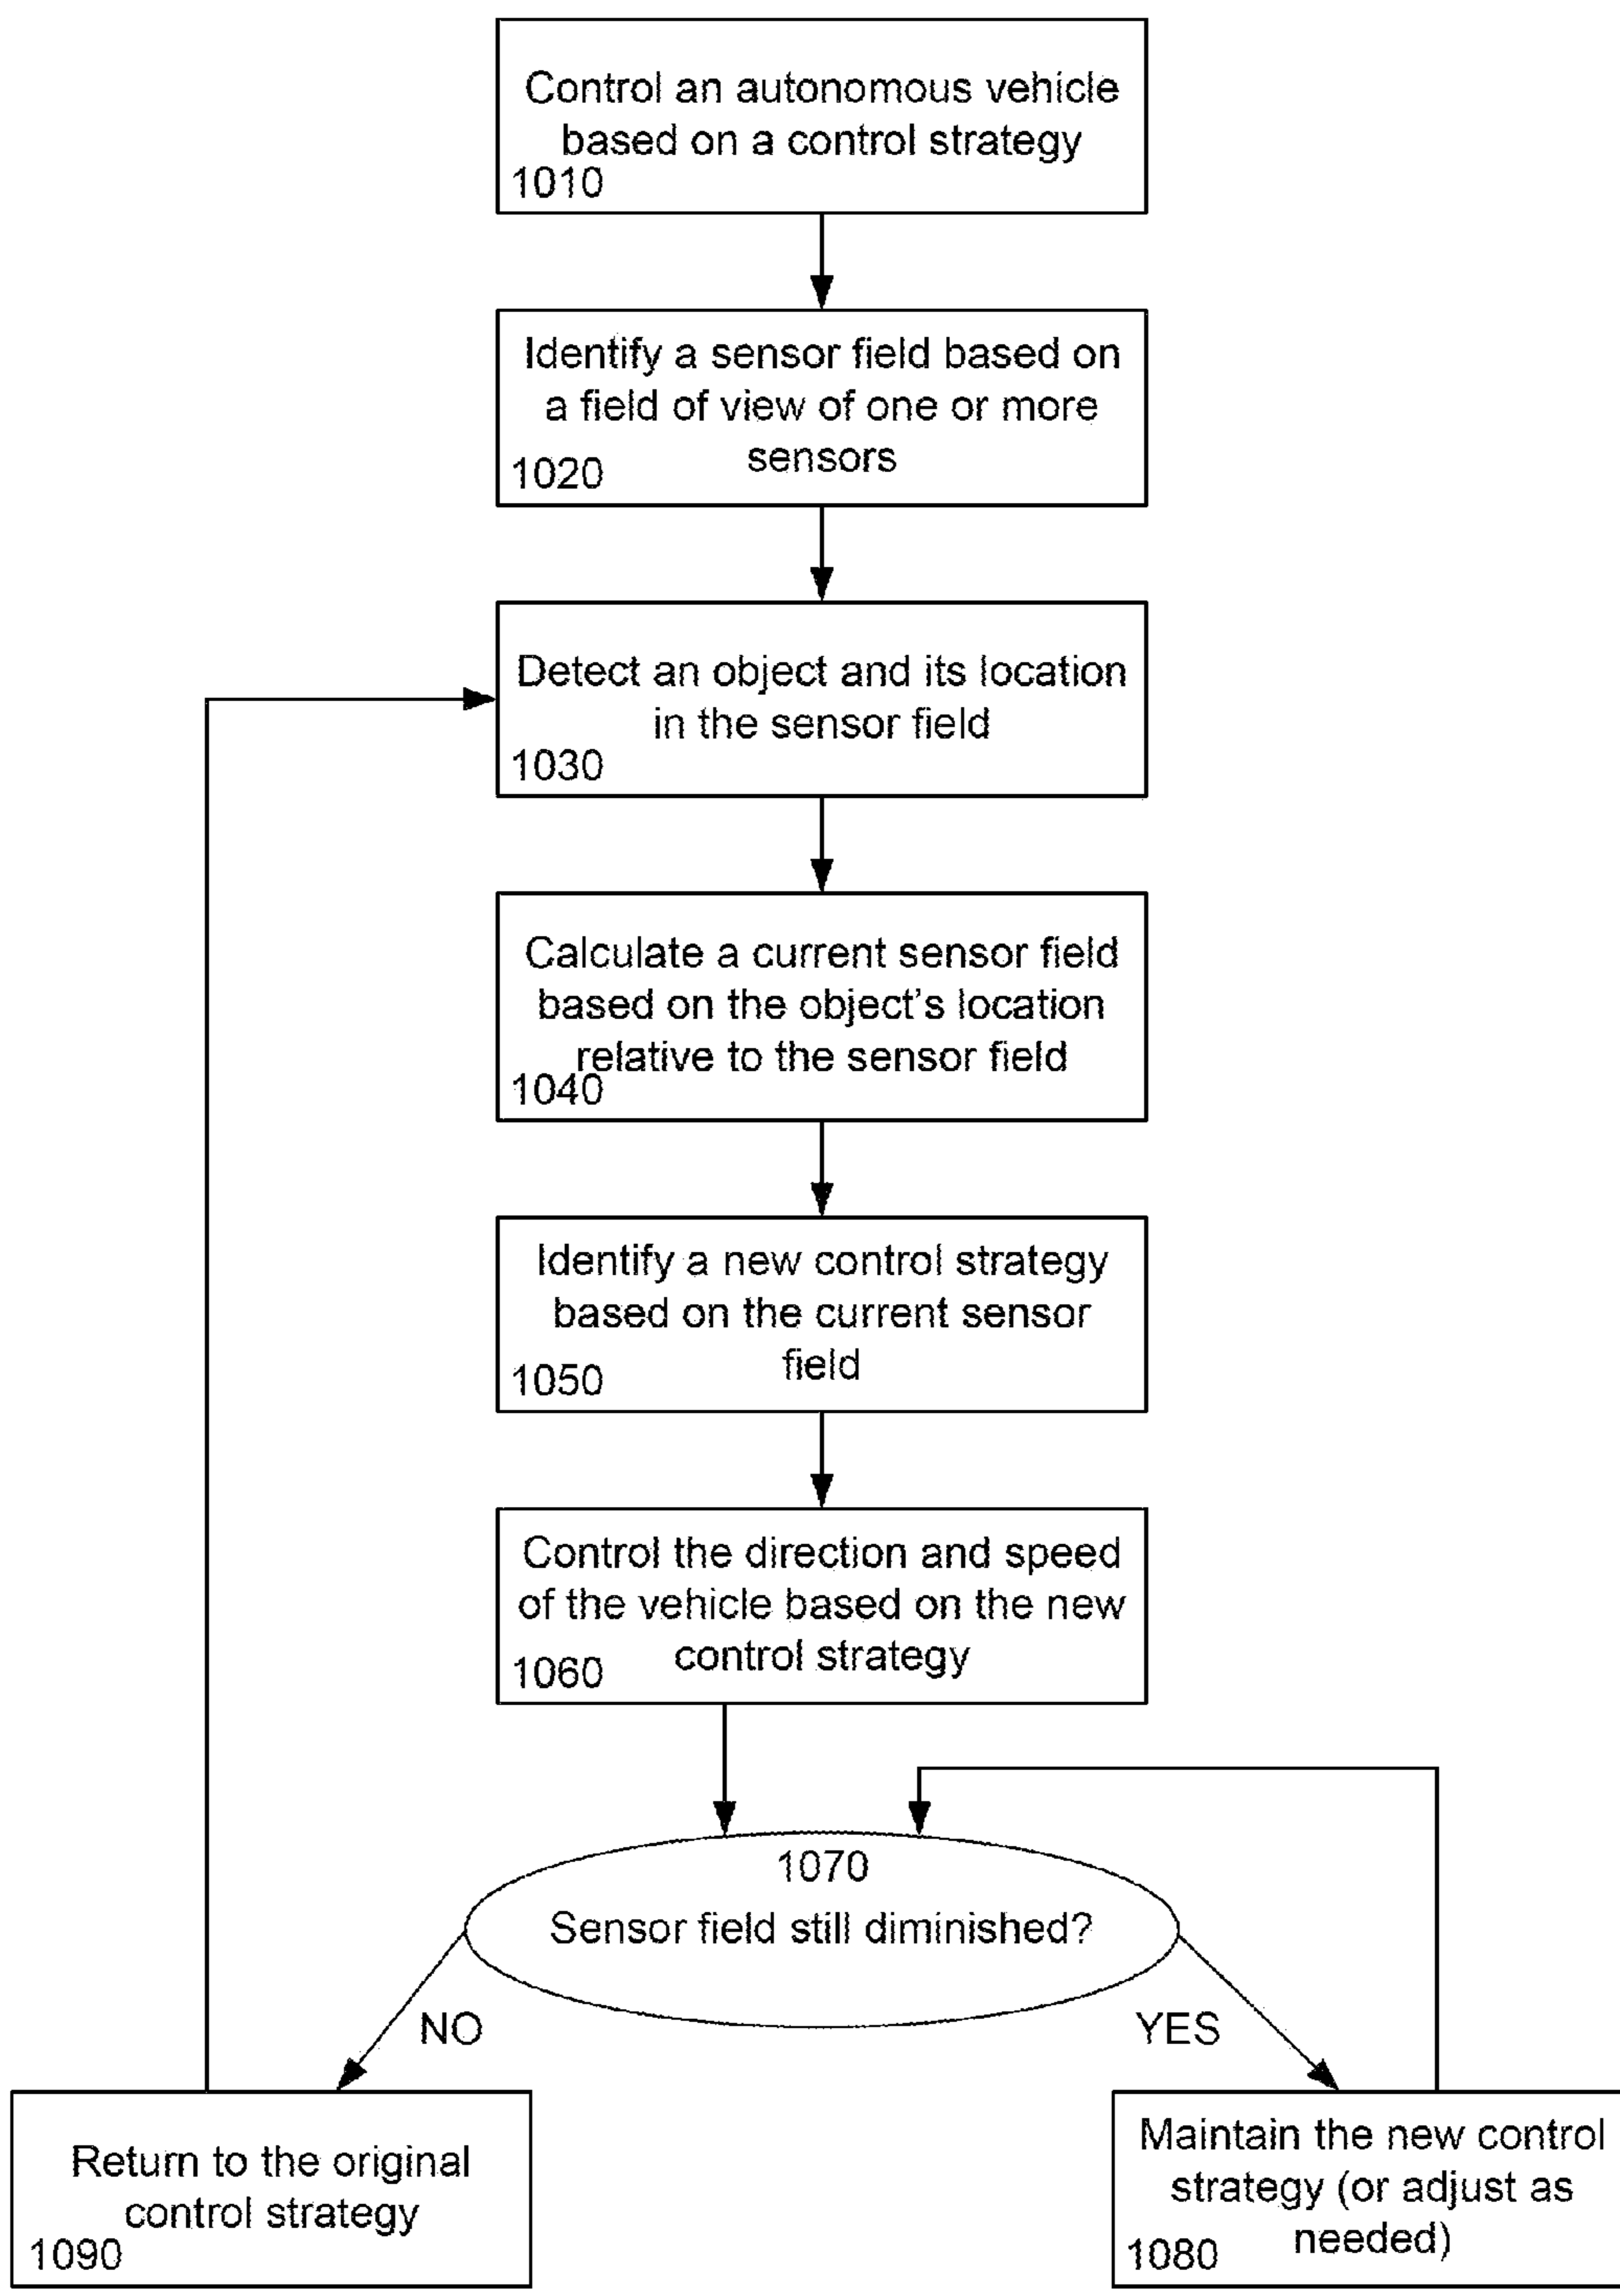 Control an autonomous vehicle
based on a control strategy
1010
Identify a sensor field based on
a field of view of one or more
sensors
1020
Detect an object and its location
in the sensor field
1030
Calculate a current sensor field
based on the object's location
relative to the sensor field
1040
Identify a new control strategy
based on the current sensor
field
1050
Control the direction and speed
of the vehicle based on the new
control strategy
1060
1070
Sensor field still diminished?
NO
YES
Return to the original
control strategy
1090
Maintain the new control
strategy (or adjust as
needed)
1080